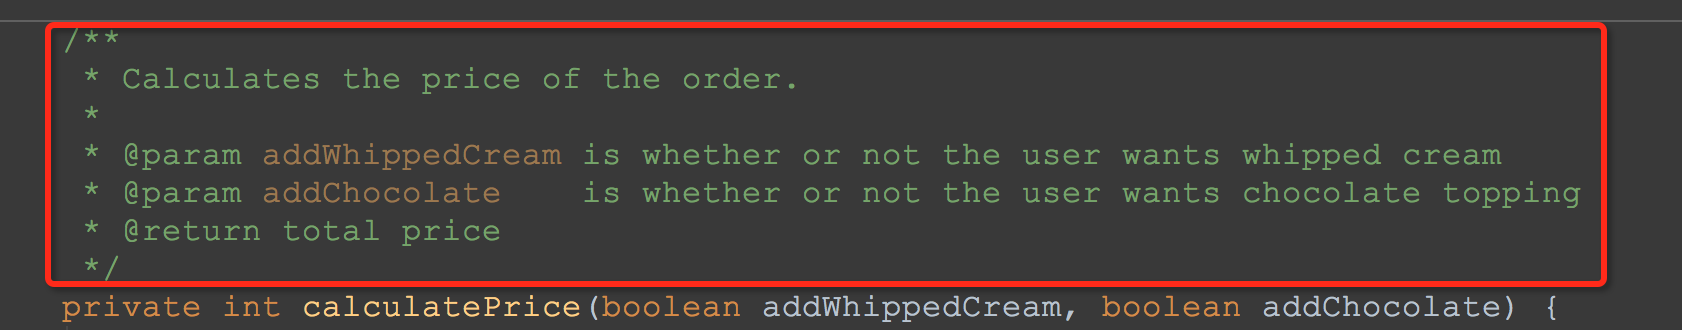 /**
 * Calculates the price of the order.
 *
 * @param addWhippedCream is whether or not the user wants whipped cream
 * @param addChocolate    is whether or not the user wants chocolate topping
 * @return total price
 */
private int calculatePrice(boolean addWhippedCream, boolean addChocolate) {